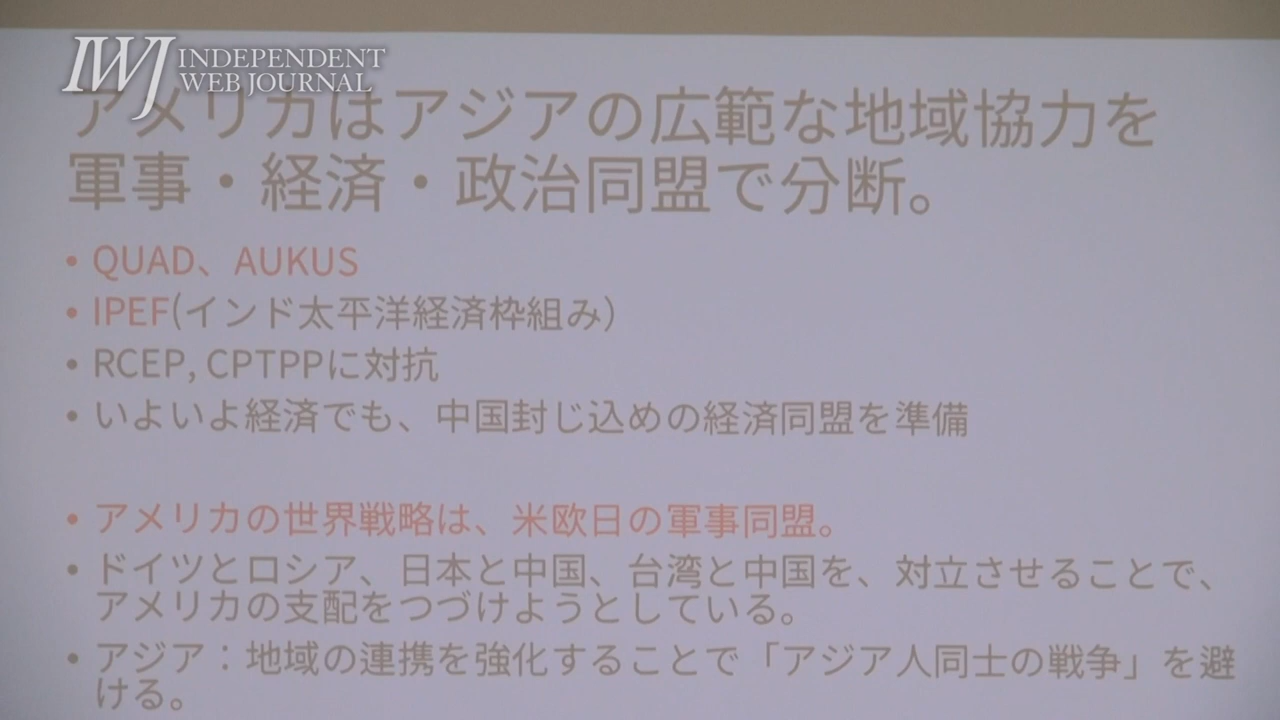 IWJ INDEPENDENT
WEB JOURNAL
アメリカはアジアの広範な地域協力を
軍事・経済・政治同盟で分断。
• QUAD、AUKUS
• IPEF(インド太平洋経済枠組み）
• RCEP, CPTPPに対抗
• いよいよ経済でも、中国封じ込めの経済同盟を準備
• アメリカの世界戦略は、米欧日の軍事同盟。
• ドイツとロシア、日本と中国、台湾と中国を、対立させることで、
アメリカの支配をつづけようとしている。
• アジア：地域の連携を強化することで「アジア人同士の戦争」を避
ける。